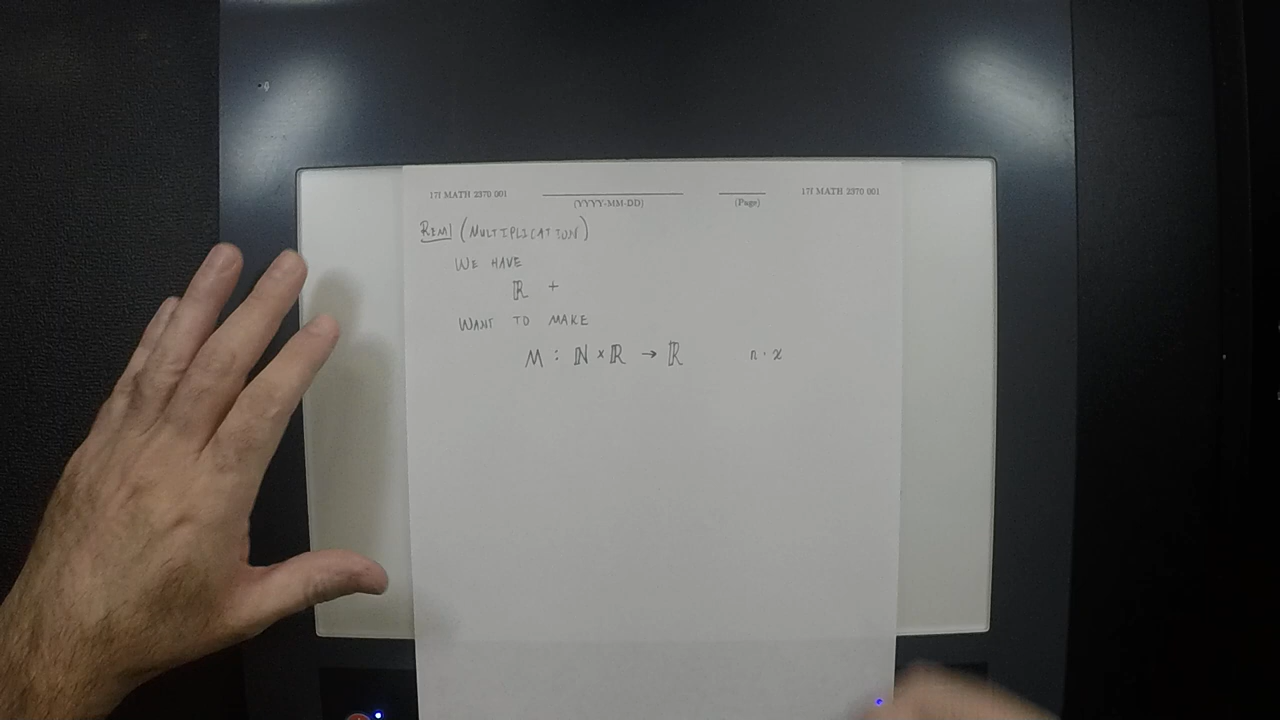 17f MATH 2370 001 (YYYY-MM-DD) (Page) 17f MATH 2370 001
REM (MULTIPLICATION)
WE HAVE
ℝ +
WANT TO MAKE
M : ℕ × ℝ → ℝ n · x